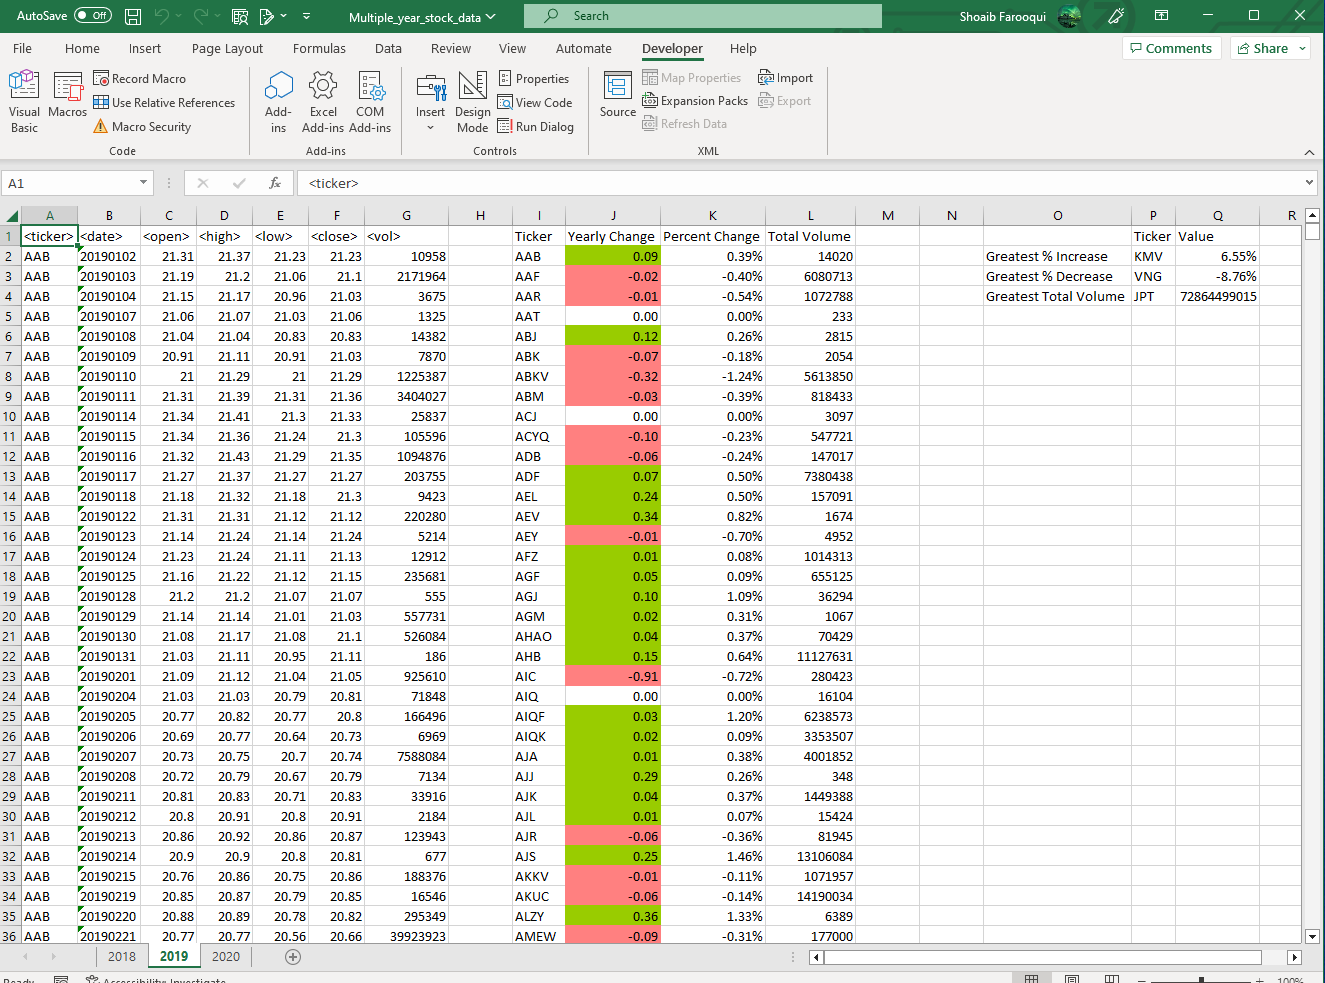 AutoSave Off Multiple_year_stock_data Search Shoaib Farooqui
File Home Insert Page Layout Formulas Data Review View Automate Developer Help Comments Share
Visual Basic
Macros
Record Macro
Use Relative References
Macro Security
Code
Add-ins
Excel Add-ins
COM Add-ins
Add-ins
Insert
Design Mode
Properties
View Code
Run Dialog
Controls
Source
Map Properties
Expansion Packs
Refresh Data
Import
Export
XML
A1 fx <ticker>
A B C D E F G H I J K L M N O P Q R
1 <ticker> <date> <open> <high> <low> <close> <vol> Ticker Yearly Change Percent Change Total Volume Ticker Value
2 AAB 20190102 21.31 21.37 21.23 21.23 10958 AAB 0.09 0.39% 14020 Greatest % Increase KMV 6.55%
3 AAB 20190103 21.19 21.2 21.06 21.1 2171964 AAF -0.02 -0.40% 6080713 Greatest % Decrease VNG -8.76%
4 AAB 20190104 21.15 21.17 20.96 21.03 3675 AAR -0.01 -0.54% 1072788 Greatest Total Volume JPT 72864499015
5 AAB 20190107 21.06 21.07 21.03 21.06 1325 AAT 0.00 0.00% 233
6 AAB 20190108 21.04 21.04 20.83 20.83 14382 ABJ 0.12 0.26% 2815
7 AAB 20190109 20.91 21.11 20.91 21.03 7870 ABK -0.07 -0.18% 2054
8 AAB 20190110 21 21.29 21 21.29 1225387 ABKV -0.32 -1.24% 5613850
9 AAB 20190111 21.31 21.39 21.31 21.36 3404027 ABM -0.03 -0.39% 818433
10 AAB 20190114 21.34 21.41 21.3 21.33 25837 ACJ 0.00 0.00% 3097
11 AAB 20190115 21.34 21.36 21.24 21.3 105596 ACYQ -0.10 -0.23% 547721
12 AAB 20190116 21.32 21.43 21.29 21.35 1094876 ADB -0.06 -0.24% 147017
13 AAB 20190117 21.27 21.37 21.27 21.27 203755 ADF 0.07 0.50% 7380438
14 AAB 20190118 21.18 21.32 21.18 21.3 9423 AEL 0.24 0.50% 157091
15 AAB 20190122 21.31 21.31 21.12 21.12 220280 AEV 0.34 0.82% 1674
16 AAB 20190123 21.14 21.24 21.14 21.24 5214 AEY -0.01 -0.70% 4952
17 AAB 20190124 21.23 21.24 21.11 21.13 12912 AFZ 0.01 0.08% 1014313
18 AAB 20190125 21.16 21.22 21.12 21.15 235681 AGF 0.05 0.09% 655125
19 AAB 20190128 21.2 21.2 21.07 21.07 555 AGJ 0.10 1.09% 36294
20 AAB 20190129 21.14 21.14 21.01 21.03 557731 AGM 0.02 0.31% 1067
21 AAB 20190130 21.08 21.17 21.08 21.1 526084 AHAO 0.04 0.37% 70429
22 AAB 20190131 21.03 21.11 20.95 21.11 186 AHB 0.15 0.64% 11127631
23 AAB 20190201 21.09 21.12 21.04 21.05 925610 AIC -0.91 -0.72% 280423
24 AAB 20190204 21.03 21.03 20.79 20.81 71848 AIQ 0.00 0.00% 16104
25 AAB 20190205 20.77 20.82 20.77 20.8 166496 AIQF 0.03 1.20% 6238573
26 AAB 20190206 20.69 20.77 20.64 20.73 6969 AIQK 0.02 0.09% 3353507
27 AAB 20190207 20.73 20.75 20.7 20.74 7588084 AJA 0.01 0.38% 4001852
28 AAB 20190208 20.72 20.79 20.67 20.79 7134 AJJ 0.29 0.26% 348
29 AAB 20190211 20.81 20.83 20.71 20.83 33916 AJK 0.04 0.37% 1449388
30 AAB 20190212 20.8 20.91 20.8 20.91 2184 AJL 0.01 0.07% 15424
31 AAB 20190213 20.86 20.92 20.86 20.87 123943 AJR -0.06 -0.36% 81945
32 AAB 20190214 20.9 20.9 20.8 20.81 677 AJS 0.25 1.46% 13106084
33 AAB 20190215 20.76 20.86 20.75 20.86 188376 AKKV -0.01 -0.11% 1071957
34 AAB 20190219 20.85 20.87 20.79 20.85 16546 AKUC -0.06 -0.14% 14190034
35 AAB 20190220 20.88 20.89 20.78 20.82 295349 ALZY 0.36 1.33% 6389
36 AAB 20190221 20.77 20.77 20.56 20.66 39923923 AMEW -0.09 -0.31% 177000
2018 2019 2020
Ready Accessibility: Investigate 100%